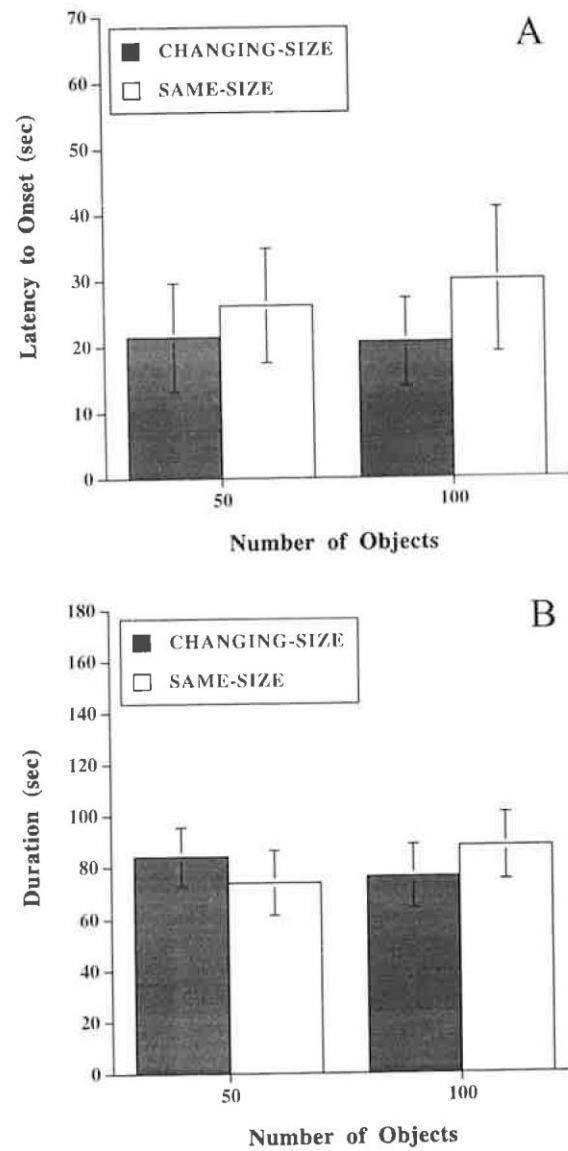 A
CHANGING-SIZE
SAME-SIZE
Latency to Onset (sec)
70
60
50
40
30
20
10
0
50
100
Number of Objects
B
CHANGING-SIZE
SAME-SIZE
Duration (sec)
180
160
140
120
100
80
60
40
20
0
50
100
Number of Objects